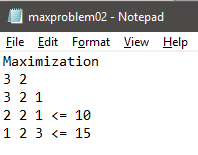 maxproblem02 - Notepad
File Edit Format View Help
Maximization
3 2
3 2 1
2 2 1 <= 10
1 2 3 <= 15